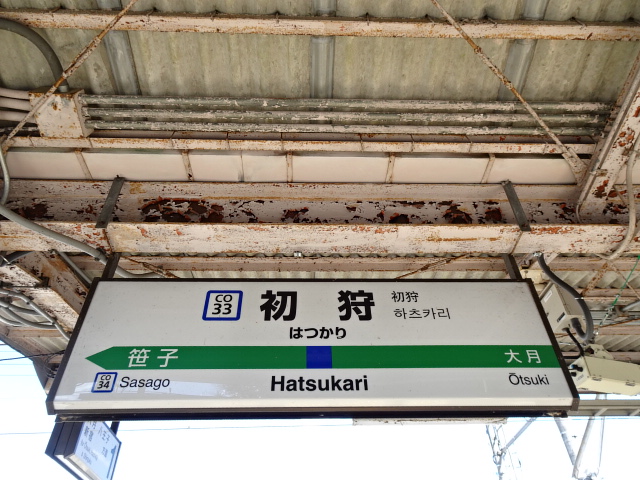 CO
33
初狩
初狩
하츠카리
はつかり
笹子
大月
CO
34
Sasago
Hatsukari
Ōtsuki